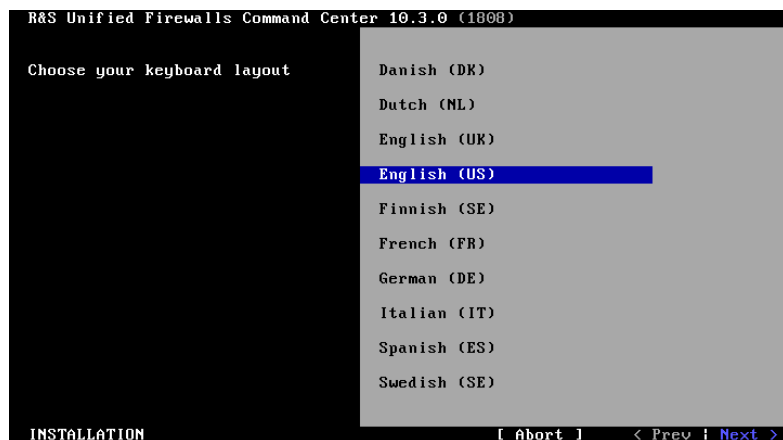 R&S Unified Firewalls Command Center 10.3.0 (1808)
Choose your keyboard layout
Danish (DK)
Dutch (NL)
English (UK)
English (US)
Finnish (SE)
French (FR)
German (DE)
Italian (IT)
Spanish (ES)
Swedish (SE)
INSTALLATION [ Abort ] < Prev ¦ Next >